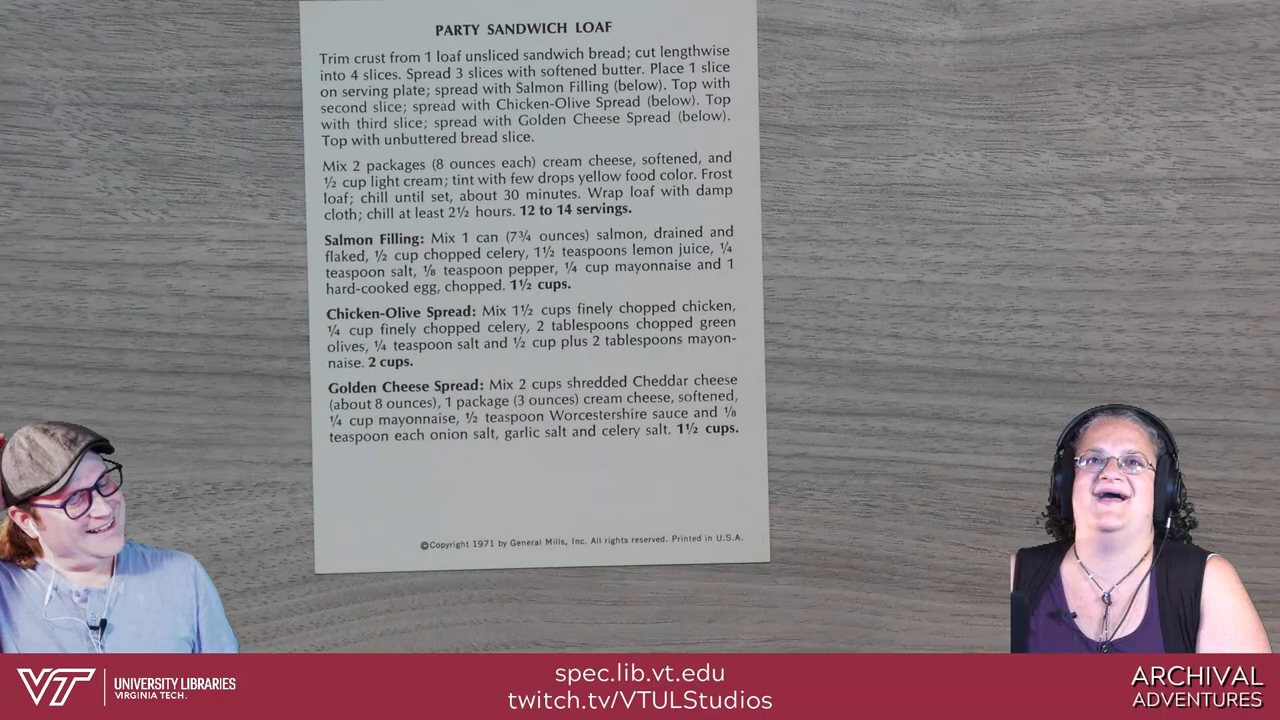 PARTY SANDWICH LOAF
Trim crust from 1 loaf unsliced sandwich bread; cut lengthwise
into 4 slices. Spread 3 slices with softened butter. Place 1 slice
on serving plate; spread with Salmon Filling (below). Top with
second slice; spread with Chicken-Olive Spread (below). Top
with third slice; spread with Golden Cheese Spread (below).
Top with unbuttered bread slice.
Mix 2 packages (8 ounces each) cream cheese, softened, and
½ cup light cream; tint with few drops yellow food color. Frost
loaf; chill until set, about 30 minutes. Wrap loaf with damp
cloth; chill at least 2½ hours. 12 to 14 servings.
Salmon Filling: Mix 1 can (7¾ ounces) salmon, drained and
flaked, ½ cup chopped celery, 1½ teaspoons lemon juice, ¼
teaspoon salt, ⅛ teaspoon pepper, ¼ cup mayonnaise and 1
hard-cooked egg, chopped. 1½ cups.
Chicken-Olive Spread: Mix 1½ cups finely chopped chicken,
¼ cup finely chopped celery, 2 tablespoons chopped green
olives, ¼ teaspoon salt and ½ cup plus 2 tablespoons mayon-
naise. 2 cups.
Golden Cheese Spread: Mix 2 cups shredded Cheddar cheese
(about 8 ounces), 1 package (3 ounces) cream cheese, softened,
¼ cup mayonnaise, ½ teaspoon Worcestershire sauce and ⅛
teaspoon each onion salt, garlic salt and celery salt. 1½ cups.
©Copyright 1971 by General Mills, Inc. All rights reserved. Printed in U.S.A.
VT
UNIVERSITY LIBRARIES
VIRGINIA TECH.
spec.lib.vt.edu
twitch.tv/VTULStudios
ARCHIVAL
ADVENTURES